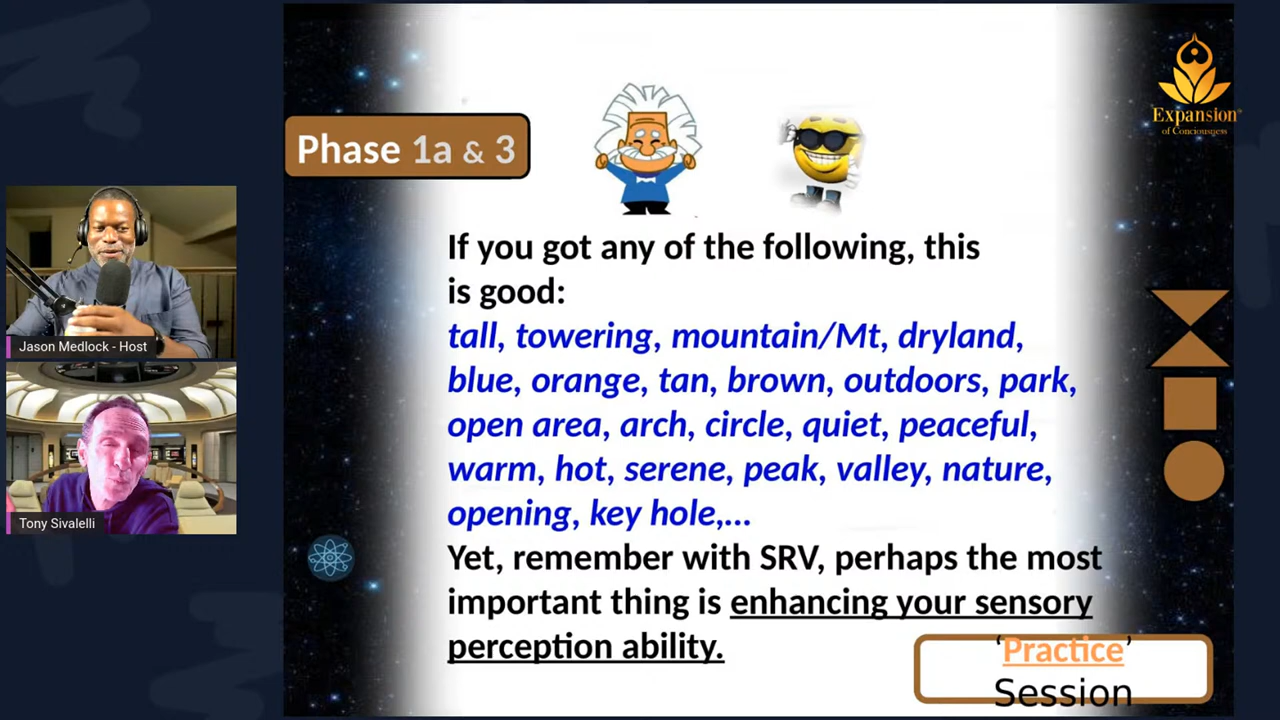 Expansion
of Conciousness
Phase 1a & 3
If you got any of the following, this
is good:
tall, towering, mountain/Mt, dryland,
blue, orange, tan, brown, outdoors, park,
open area, arch, circle, quiet, peaceful,
warm, hot, serene, peak, valley, nature,
opening, key hole,...
Yet, remember with SRV, perhaps the most
important thing is enhancing your sensory
perception ability.
‘Practice’
Session
Jason Medlock - Host
Tony Sivalelli